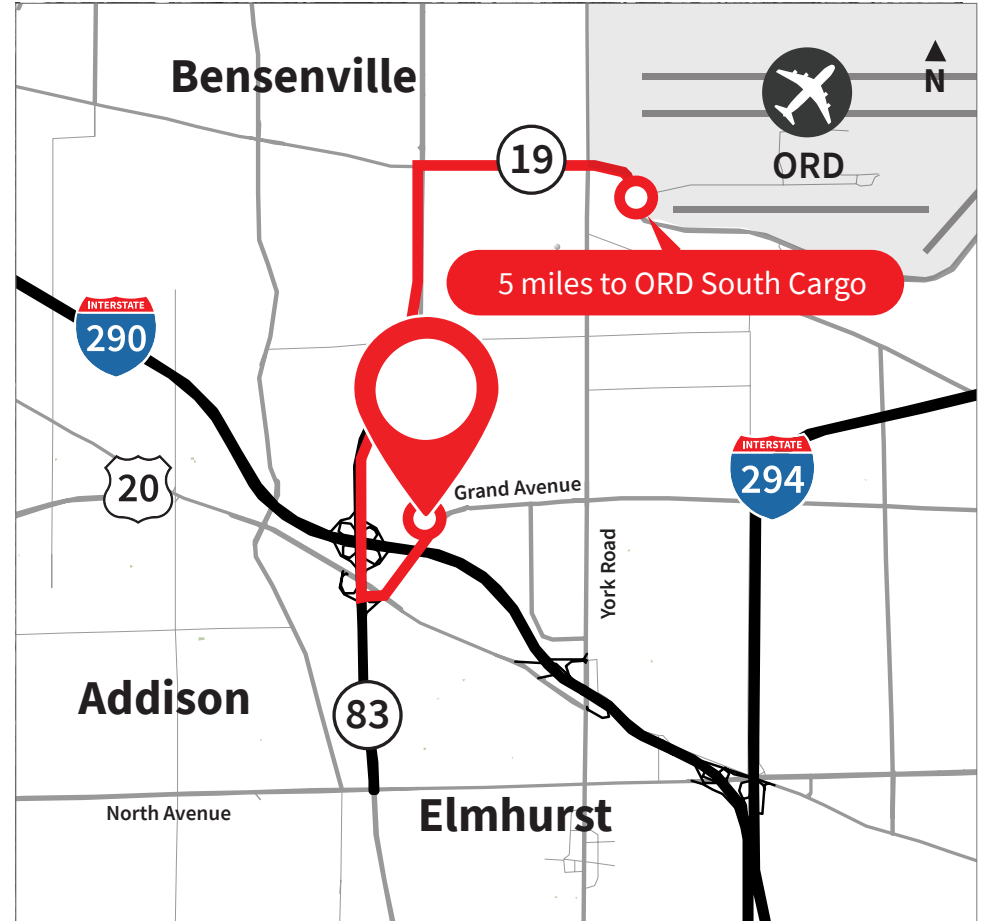 Bensenville
N
19
ORD
5 miles to ORD South Cargo
INTERSTATE
290
INTERSTATE
294
20
Grand Avenue
York Road
Addison
83
North Avenue
Elmhurst